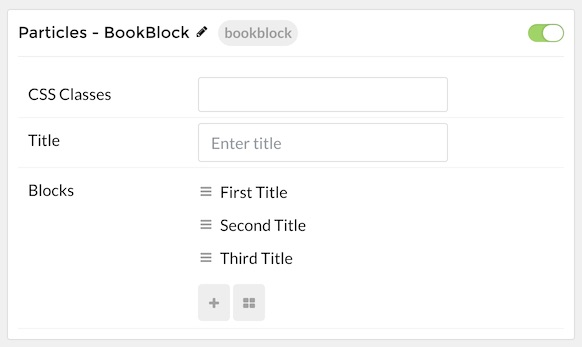 Particles - BookBlock bookblock
CSS Classes
Title Enter title
Blocks First Title
Second Title
Third Title